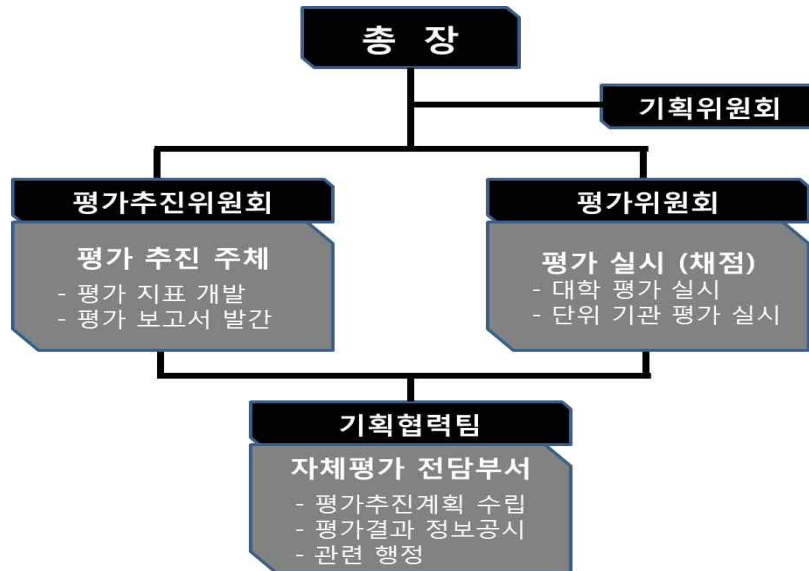 총 장
기획위원회
평가추진위원회
평가 추진 주체
- 평가 지표 개발
- 평가 보고서 발간
평가위원회
평가 실시 (채점)
- 대학 평가 실시
- 단위 기관 평가 실시
기획협력팀
자체평가 전담부서
- 평가추진계획 수립
- 평가결과 정보공시
- 관련 행정